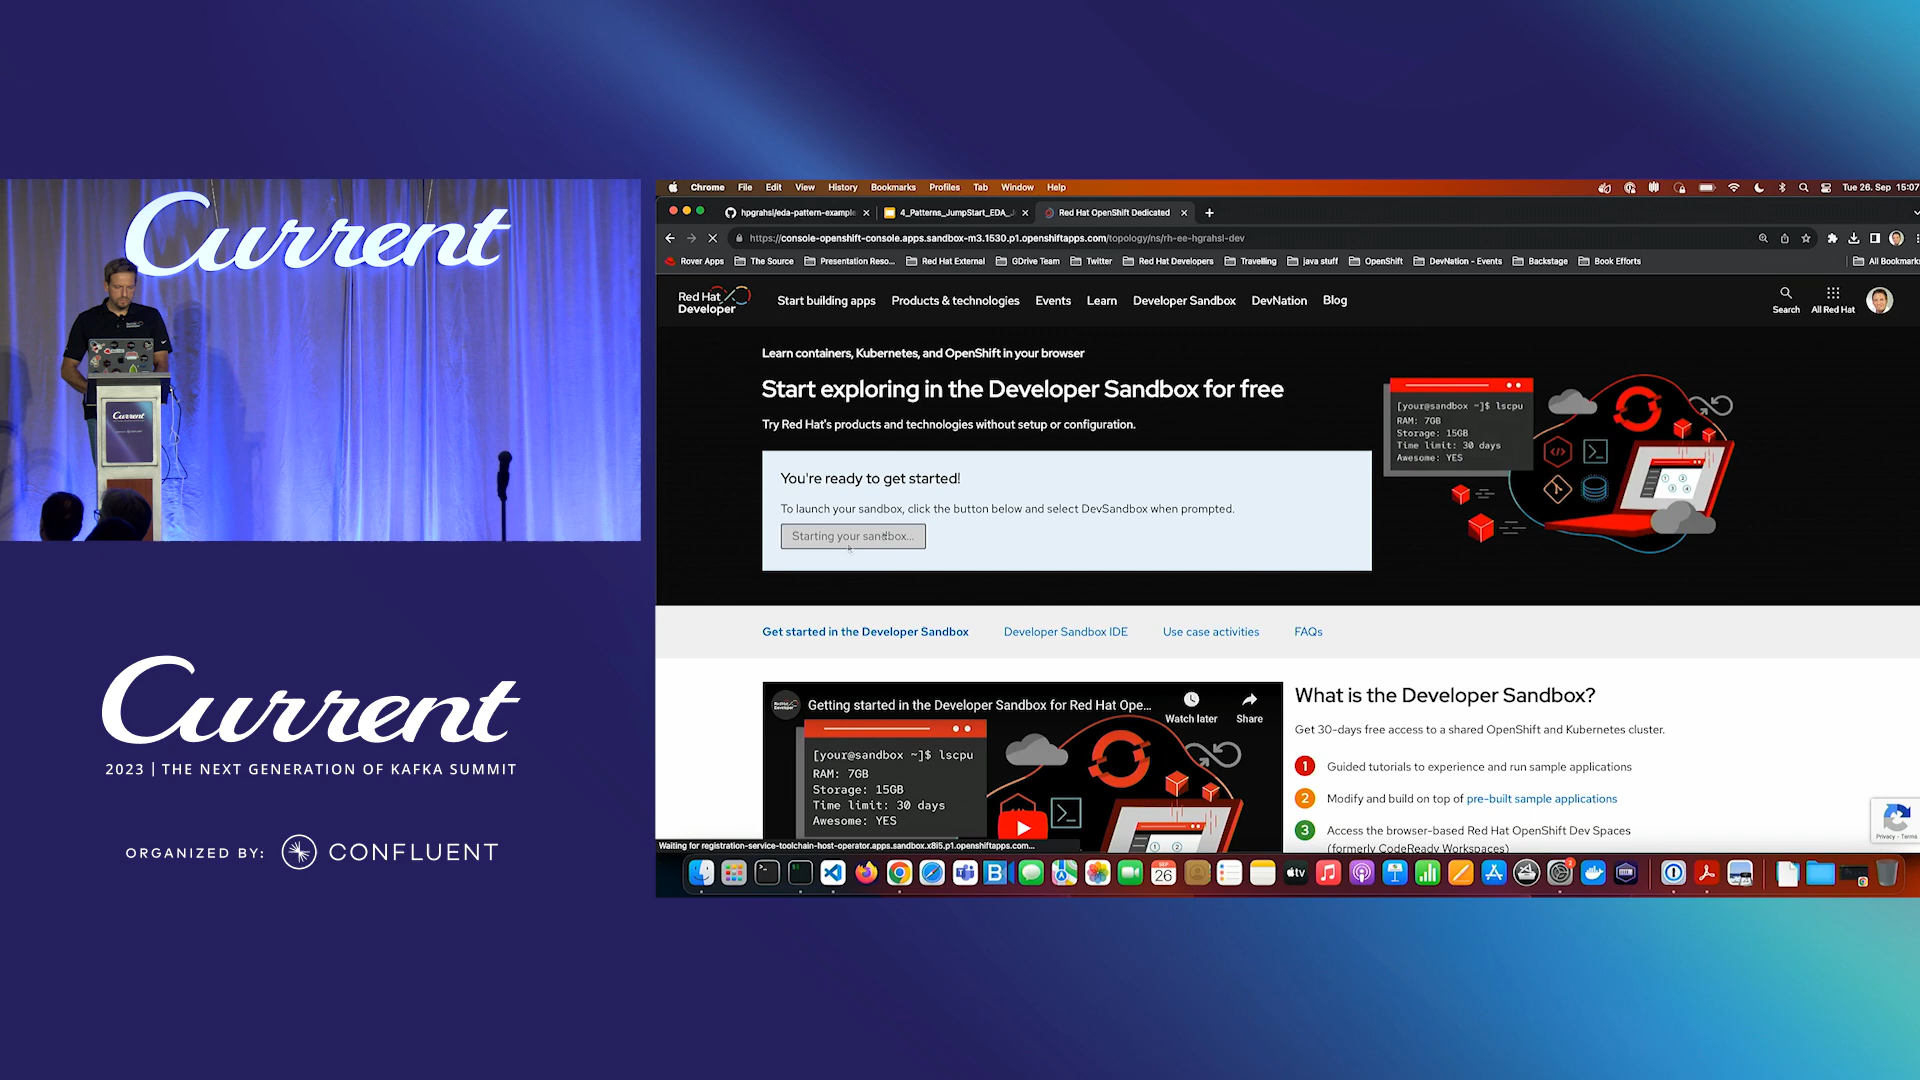 Current
Current
2023 | THE NEXT GENERATION OF KAFKA SUMMIT
ORGANIZED BY: CONFLUENT
Chrome File Edit View History Bookmarks Profiles Tab Window Help
Tue 26. Sep 15:07
hpgrahsl/eda-pattern-example
4_Patterns_JumpStart_EDA_J
Red Hat OpenShift Dedicated
https://console-openshift-console.apps.sandbox-m3.1530.p1.openshiftapps.com/topology/ns/rh-ee-hgrahsl-dev
Rover Apps The Source Presentation Reso... Red Hat External GDrive Team Twitter Red Hat Developers Travelling java stuff OpenShift DevNation - Events Backstage Book Efforts All Bookmarks
Red Hat
Developer
Start building apps Products & technologies Events Learn Developer Sandbox DevNation Blog
Search All Red Hat
Learn containers, Kubernetes, and OpenShift in your browser
Start exploring in the Developer Sandbox for free
Try Red Hat's products and technologies without setup or configuration.
You're ready to get started!
To launch your sandbox, click the button below and select DevSandbox when prompted.
Starting your sandbox...
[your@sandbox ~]$ lscpu
RAM: 7GB
Storage: 15GB
Time limit: 30 days
Awesome: YES
Get started in the Developer Sandbox Developer Sandbox IDE Use case activities FAQs
Getting started in the Developer Sandbox for Red Hat Ope...
Watch later Share
[your@sandbox ~]$ lscpu
RAM: 7GB
Storage: 15GB
Time limit: 30 days
Awesome: YES
What is the Developer Sandbox?
Get 30-days free access to a shared OpenShift and Kubernetes cluster.
1 Guided tutorials to experience and run sample applications
2 Modify and build on top of pre-built sample applications
3 Access the browser-based Red Hat OpenShift Dev Spaces
(formerly CodeReady Workspaces)
Privacy - Terms
Waiting for registration-service-toolchain-host-operator.apps.sandbox.x8i5.p1.openshiftapps.com...
SEP
26
tv